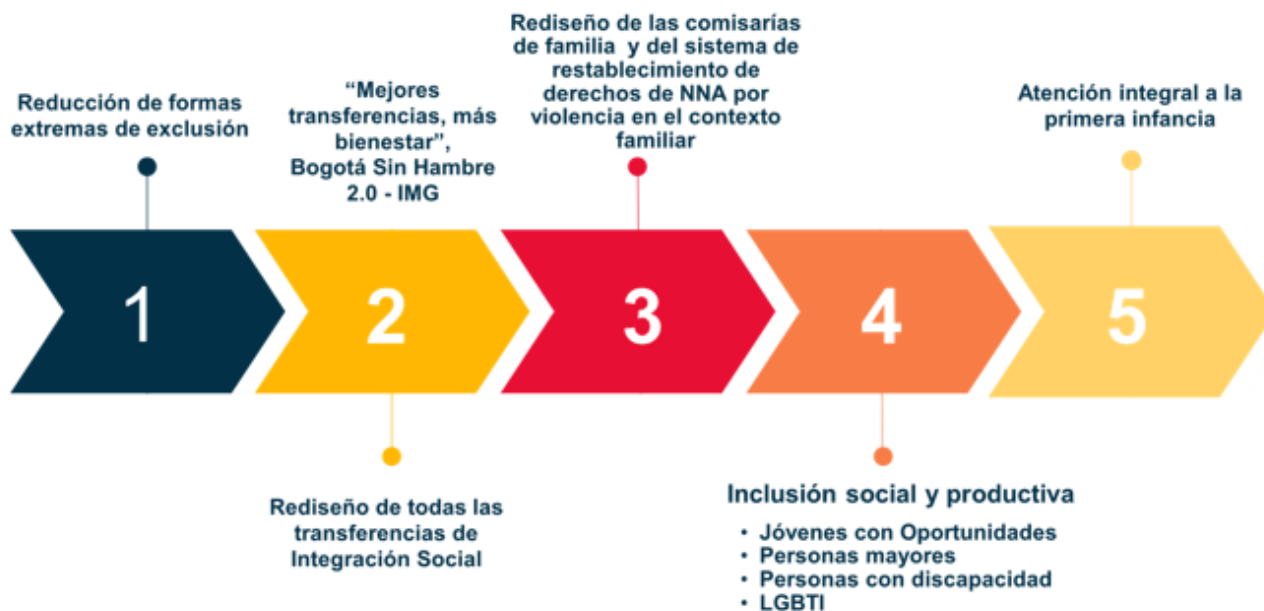 Reducción de formas
extremas de exclusión
“Mejores
transferencias, más
bienestar”,
Bogotá Sin Hambre
2.0 - IMG
Rediseño de las comisarías
de familia y del sistema de
restablecimiento de
derechos de NNA por
violencia en el contexto
familiar
Atención integral a la
primera infancia
1
2
3
4
5
Rediseño de todas las
transferencias de
Integración Social
Inclusión social y productiva
• Jóvenes con Oportunidades
• Personas mayores
• Personas con discapacidad
• LGBTI